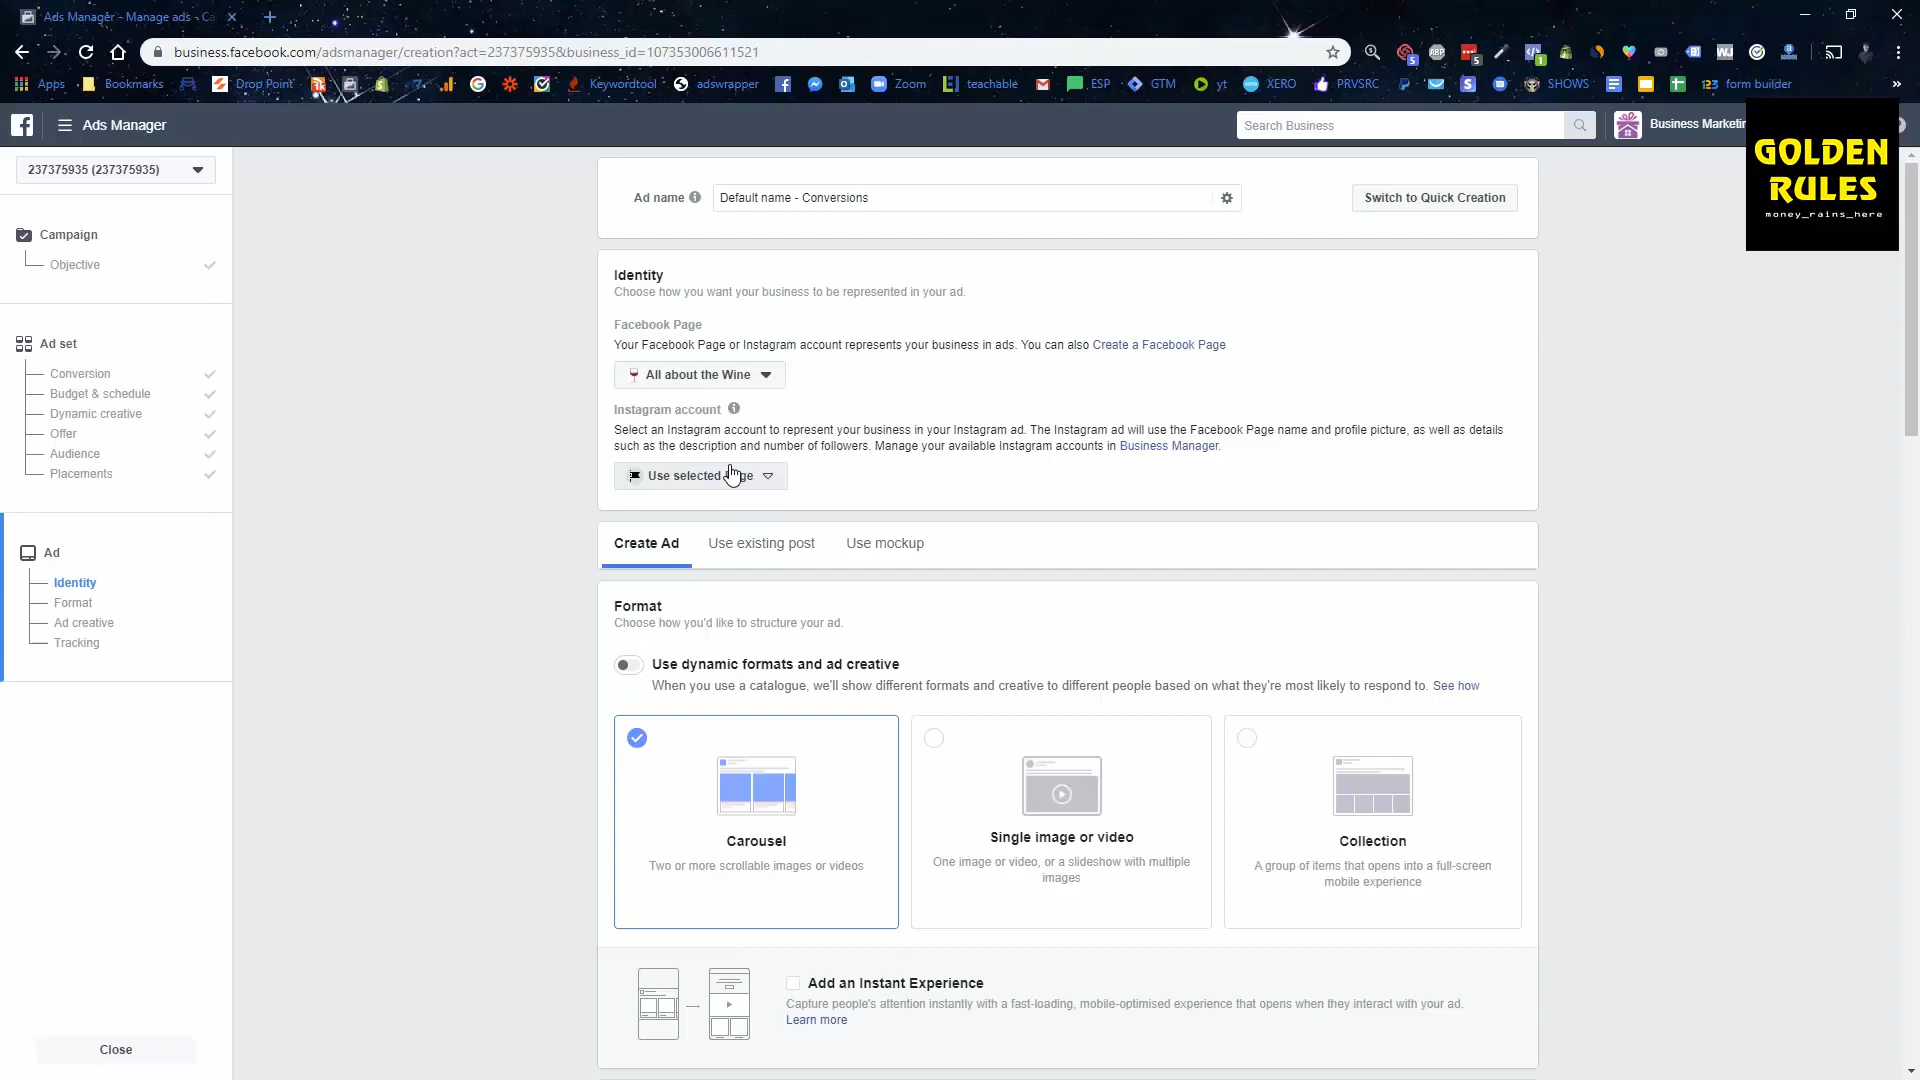 Ads Manager - Manage ads - Ca
business.facebook.com/adsmanager/creation?act=237375935&business_id=107353006611521
Apps Bookmarks Drop Point Keywordtool adswrapper Zoom teachable ESP GTM yt XERO PRVSRC SHOWS form builder
Ads Manager
Search Business
Business Marketin
GOLDEN
RULES
money_rains_here
237375935 (237375935)
Campaign
Objective
Ad set
Conversion
Budget & schedule
Dynamic creative
Offer
Audience
Placements
Ad
Identity
Format
Ad creative
Tracking
Close
Ad name
Default name - Conversions
Switch to Quick Creation
Identity
Choose how you want your business to be represented in your ad.
Facebook Page
Your Facebook Page or Instagram account represents your business in ads. You can also Create a Facebook Page
All about the Wine
Instagram account
Select an Instagram account to represent your business in your Instagram ad. The Instagram ad will use the Facebook Page name and profile picture, as well as details
such as the description and number of followers. Manage your available Instagram accounts in Business Manager.
Use selected
Create Ad Use existing post Use mockup
Format
Choose how you'd like to structure your ad.
Use dynamic formats and ad creative
When you use a catalogue, we'll show different formats and creative to different people based on what they're most likely to respond to. See how
Carousel
Two or more scrollable images or videos
Single image or video
One image or video, or a slideshow with multiple
images
Collection
A group of items that opens into a full-screen
mobile experience
Add an Instant Experience
Capture people's attention instantly with a fast-loading, mobile-optimised experience that opens when they interact with your ad.
Learn more